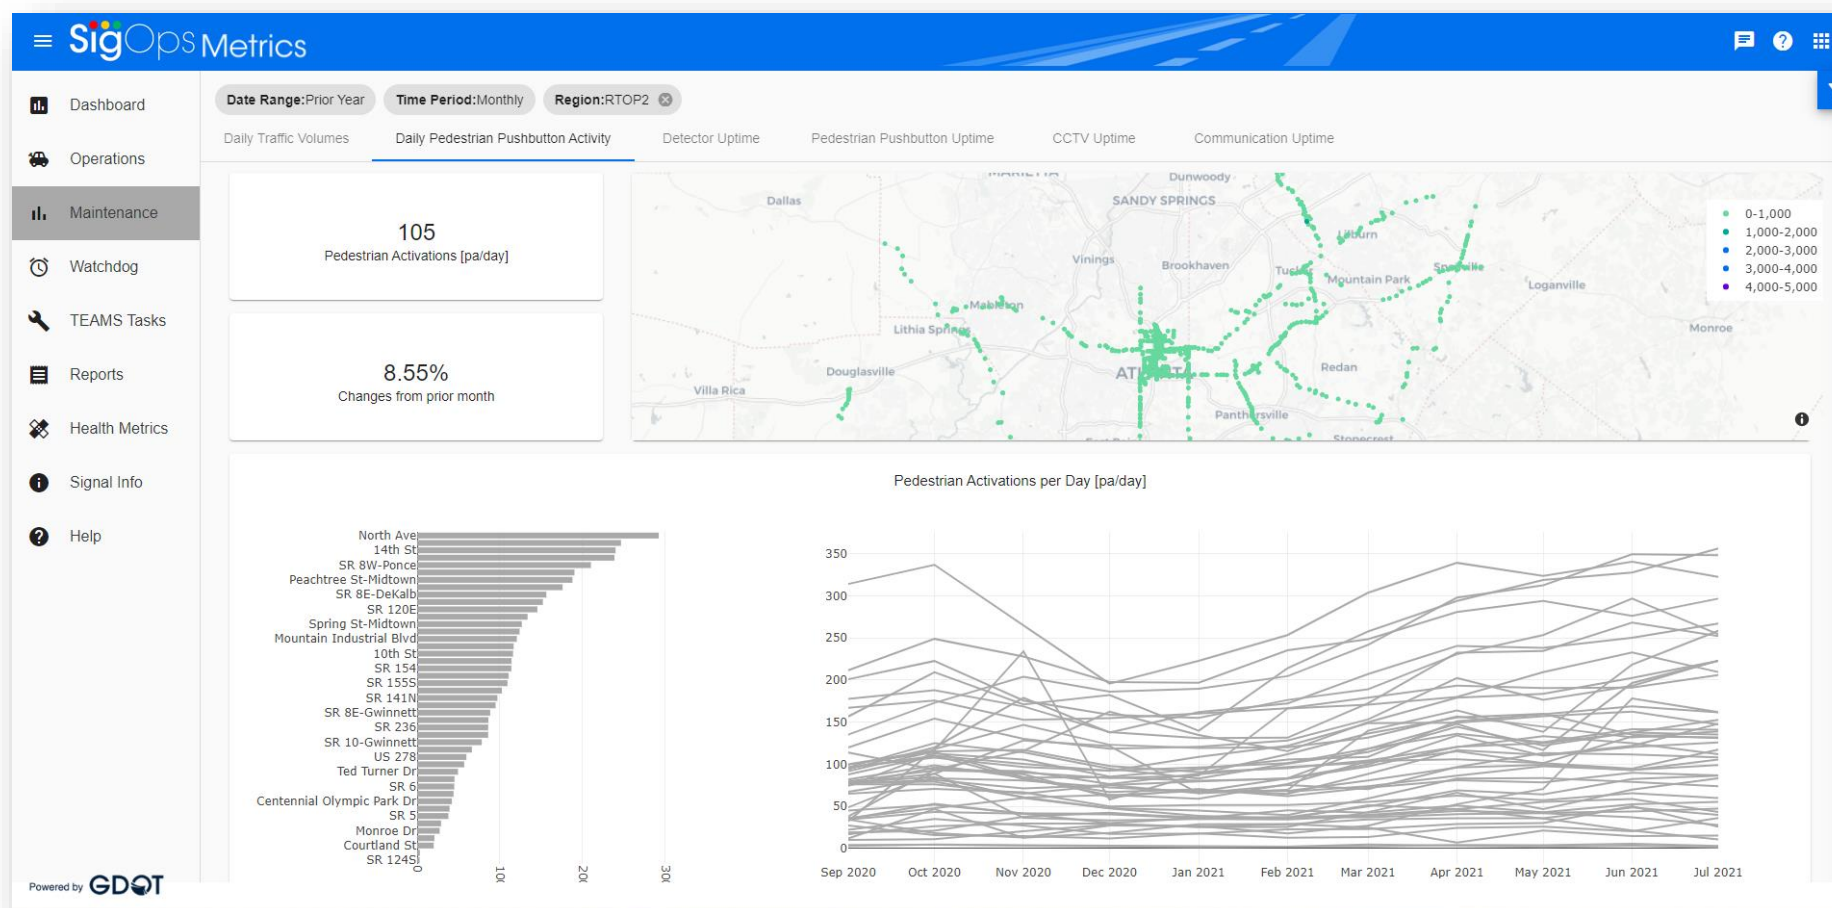 SigOps Metrics
Dashboard
Operations
Maintenance
Watchdog
TEAMS Tasks
Reports
Health Metrics
Signal Info
Help
Powered by GDOT
Date Range:Prior Year
Time Period:Monthly
Region:RTOP2
Daily Traffic Volumes
Daily Pedestrian Pushbutton Activity
Detector Uptime
Pedestrian Pushbutton Uptime
CCTV Uptime
Communication Uptime
105
Pedestrian Activations [pa/day]
8.55%
Changes from prior month
Dunwoody
Dallas
SANDY SPRINGS
Lilburn
Vinings
Brookhaven
Tucker
Mountain Park
Snellville
Loganville
Mableton
Lithia Springs
Monroe
Douglasville
ATLANTA
Redan
Villa Rica
Panthersville
Stonecrest
0-1,000
1,000-2,000
2,000-3,000
3,000-4,000
4,000-5,000
Pedestrian Activations per Day [pa/day]
North Ave
14th St
SR 8W-Ponce
Peachtree St-Midtown
SR 8E-DeKalb
SR 120E
Spring St-Midtown
Mountain Industrial Blvd
10th St
SR 154
SR 155S
SR 141N
SR 8E-Gwinnett
SR 236
SR 10-Gwinnett
US 278
Ted Turner Dr
SR 6
Centennial Olympic Park Dr
SR 5
Monroe Dr
Courtland St
SR 124S
0
350
300
250
200
150
100
50
0
Sep 2020
Oct 2020
Nov 2020
Dec 2020
Jan 2021
Feb 2021
Mar 2021
Apr 2021
May 2021
Jun 2021
Jul 2021